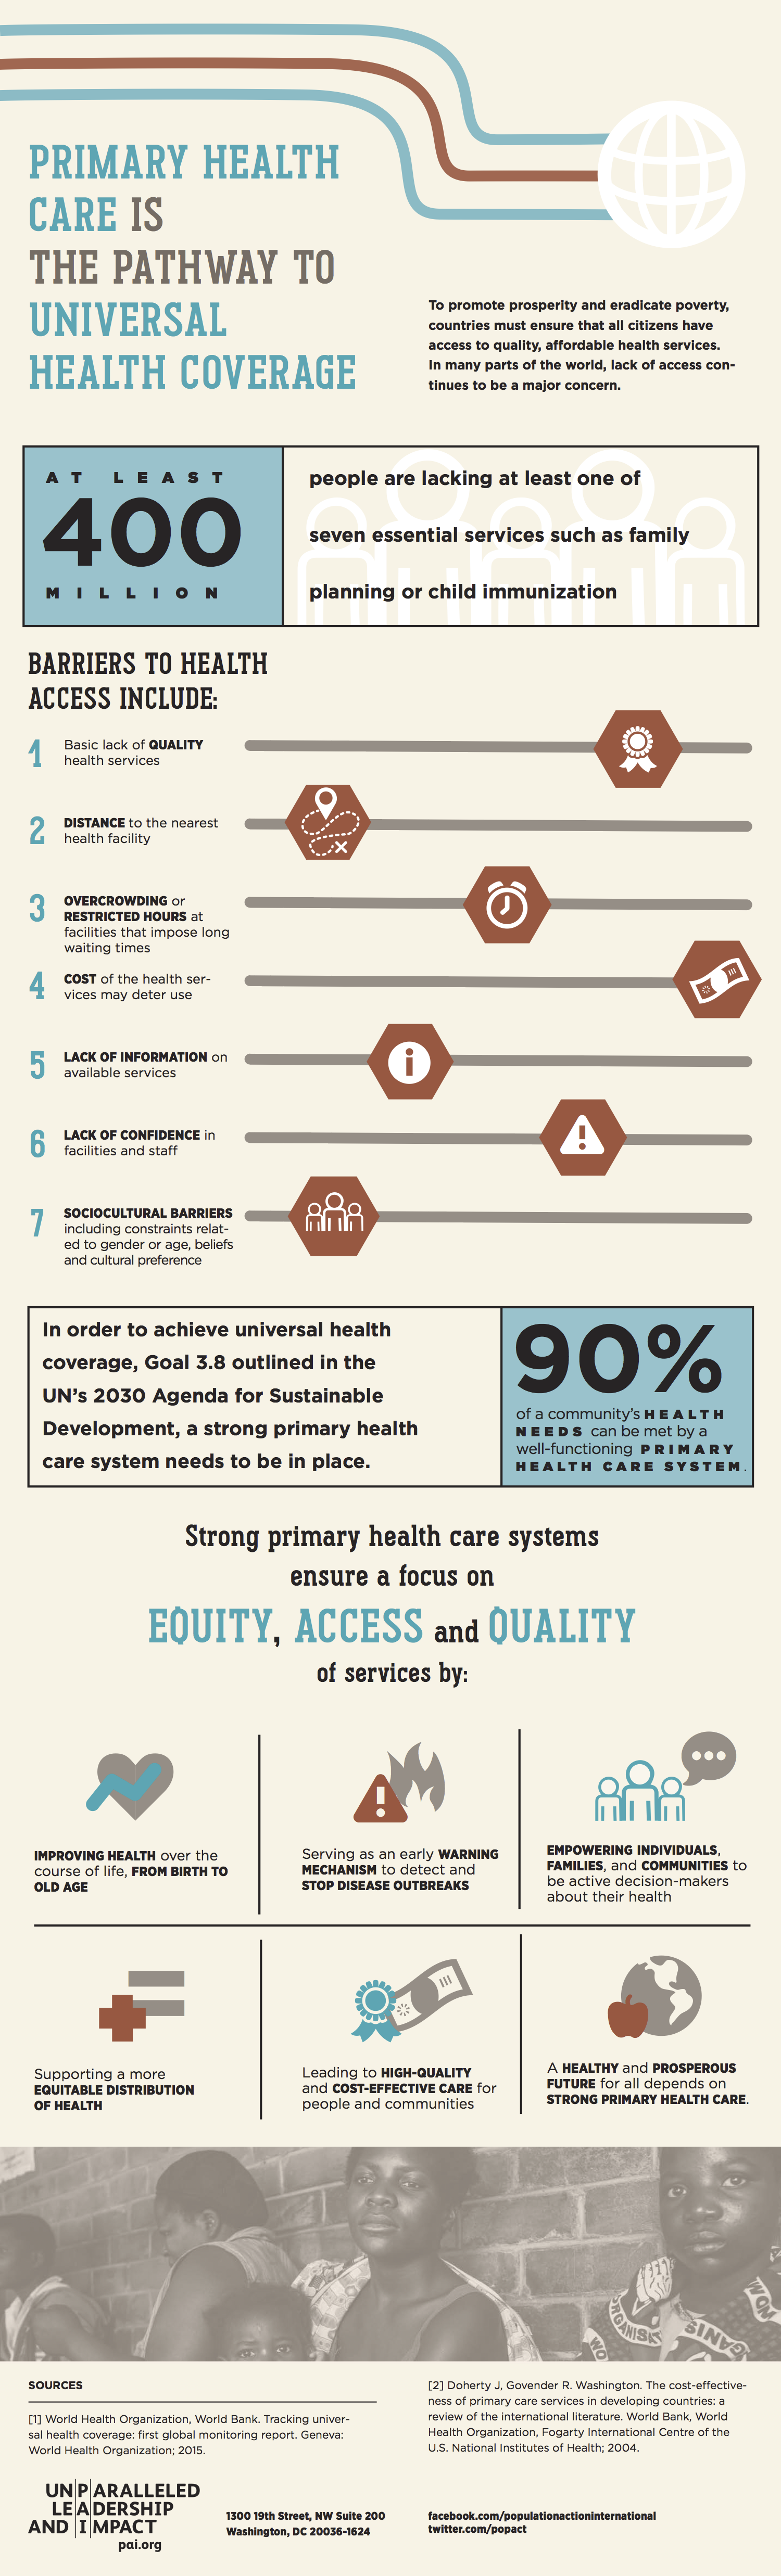 PRIMARY HEALTH
CARE IS
THE PATHWAY TO
UNIVERSAL
HEALTH COVERAGE
To promote prosperity and eradicate poverty,
countries must ensure that all citizens have
access to quality, affordable health services.
In many parts of the world, lack of access con-
tinues to be a major concern.
AT LEAST
400
MILLION
people are lacking at least one of
seven essential services such as family
planning or child immunization
BARRIERS TO HEALTH
ACCESS INCLUDE:
1 Basic lack of QUALITY
health services
2 DISTANCE to the nearest
health facility
3 OVERCROWDING or
RESTRICTED HOURS at
facilities that impose long
waiting times
4 COST of the health ser-
vices may deter use
5 LACK OF INFORMATION on
available services
6 LACK OF CONFIDENCE in
facilities and staff
7 SOCIOCULTURAL BARRIERS
including constraints relat-
ed to gender or age, beliefs
and cultural preference
In order to achieve universal health
coverage, Goal 3.8 outlined in the
UN's 2030 Agenda for Sustainable
Development, a strong primary health
care system needs to be in place.
90%
of a community's HEALTH
NEEDS can be met by a
well-functioning PRIMARY
HEALTH CARE SYSTEM.
Strong primary health care systems
ensure a focus on
EQUITY, ACCESS and QUALITY
of services by:
IMPROVING HEALTH over the
course of life, FROM BIRTH TO
OLD AGE
Serving as an early WARNING
MECHANISM to detect and
STOP DISEASE OUTBREAKS
EMPOWERING INDIVIDUALS,
FAMILIES, and COMMUNITIES to
be active decision-makers
about their health
Supporting a more
EQUITABLE DISTRIBUTION
OF HEALTH
Leading to HIGH-QUALITY
and COST-EFFECTIVE CARE for
people and communities
A HEALTHY and PROSPEROUS
FUTURE for all depends on
STRONG PRIMARY HEALTH CARE.
SOURCES
[1] World Health Organization, World Bank. Tracking univer-
sal health coverage: first global monitoring report. Geneva:
World Health Organization; 2015.
[2] Doherty J, Govender R. Washington. The cost-effective-
ness of primary care services in developing countries: a
review of the international literature. World Bank, World
Health Organization, Fogarty International Centre of the
U.S. National Institutes of Health; 2004.
UNPARALLELED
LEADERSHIP
AND IMPACT
pai.org
1300 19th Street, NW Suite 200
Washington, DC 20036-1624
facebook.com/populationactioninternational
twitter.com/popact